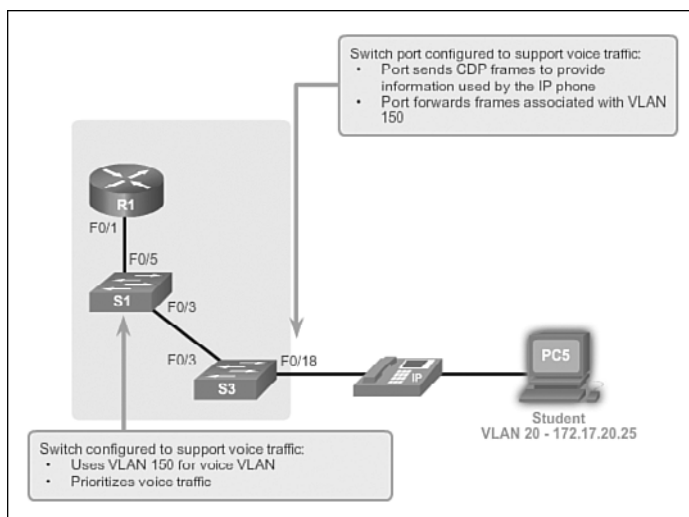 Switch port configured to support voice traffic:
• Port sends CDP frames to provide
information used by the IP phone
• Port forwards frames associated with VLAN
150
R1
F0/1
F0/5
S1
F0/3
F0/3
F0/18
S3
IP
PC5
Student
VLAN 20 - 172.17.20.25
Switch configured to support voice traffic:
• Uses VLAN 150 for voice VLAN
• Prioritizes voice traffic